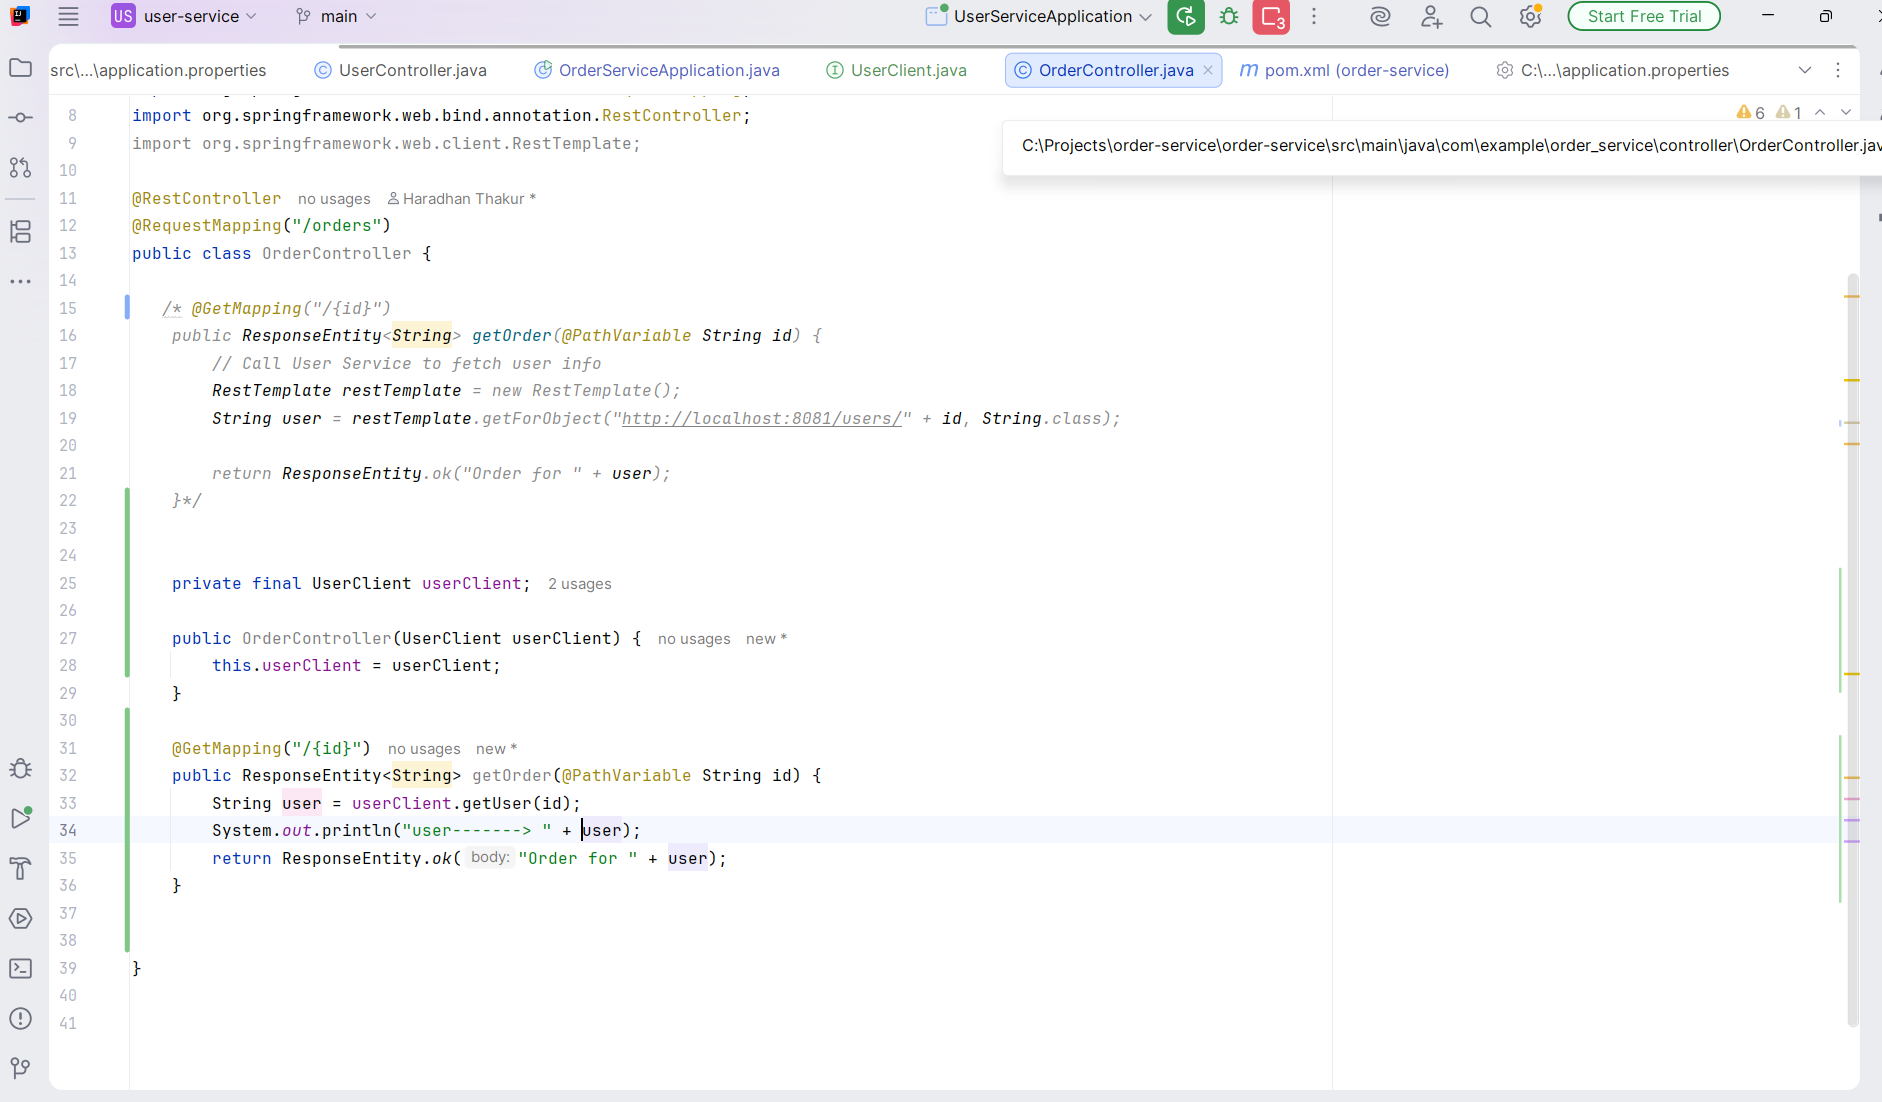 US user-service main UserServiceApplication 3 Start Free Trial
src\...\application.properties UserController.java OrderServiceApplication.java UserClient.java OrderController.java pom.xml (order-service) C:\...\application.properties
6 1
C:\Projects\order-service\order-service\src\main\java\com\example\order_service\controller\OrderController.jav
8 import org.springframework.web.bind.annotation.RestController;
9 import org.springframework.web.client.RestTemplate;
10
11 @RestController no usages Haradhan Thakur *
12 @RequestMapping("/orders")
13 public class OrderController {
14
15 /* @GetMapping("/{id}")
16 public ResponseEntity<String> getOrder(@PathVariable String id) {
17 // Call User Service to fetch user info
18 RestTemplate restTemplate = new RestTemplate();
19 String user = restTemplate.getForObject("http://localhost:8081/users/" + id, String.class);
20
21 return ResponseEntity.ok("Order for " + user);
22 }*/
23
24
25 private final UserClient userClient; 2 usages
26
27 public OrderController(UserClient userClient) { no usages new *
28 this.userClient = userClient;
29 }
30
31 @GetMapping("/{id}") no usages new *
32 public ResponseEntity<String> getOrder(@PathVariable String id) {
33 String user = userClient.getUser(id);
34 System.out.println("user-------> " + user);
35 return ResponseEntity.ok( body: "Order for " + user);
36 }
37
38
39 }
40
41